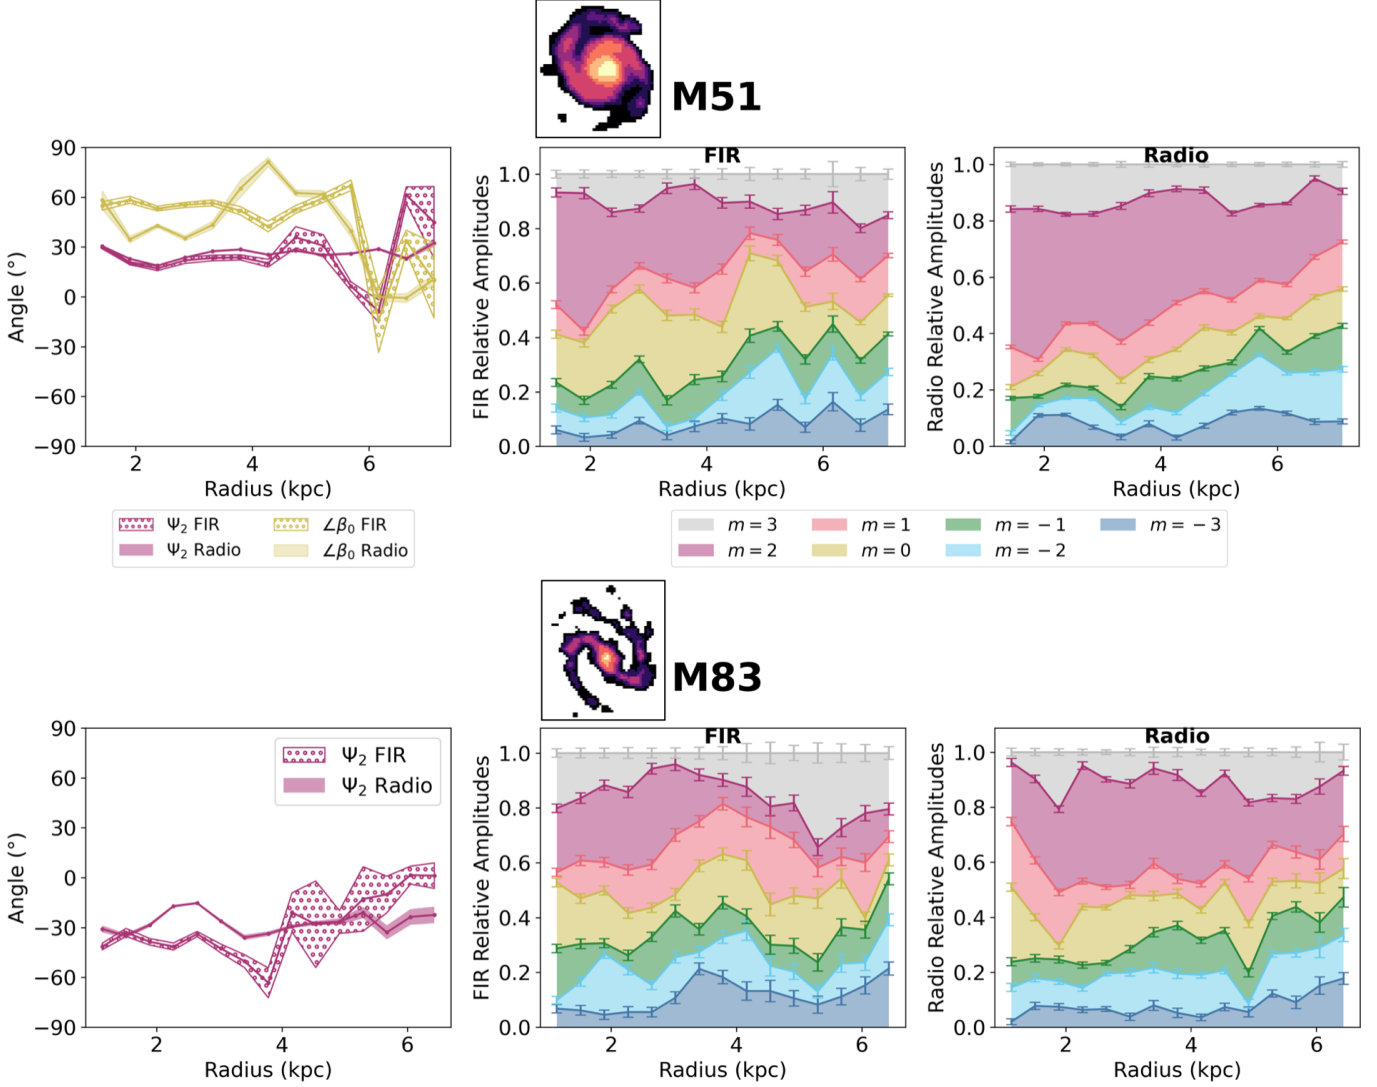 M51
FIR
Radio
90
60
30
0
−30
−60
−90
Angle (°)
2
4
6
Radius (kpc)
1.0
0.8
0.6
0.4
0.2
0.0
FIR Relative Amplitudes
2
4
6
Radius (kpc)
1.0
0.8
0.6
0.4
0.2
0.0
Radio Relative Amplitudes
2
4
6
Radius (kpc)
Ψ₂ FIR
∠β₀ FIR
Ψ₂ Radio
∠β₀ Radio
m = 3
m = 1
m = −1
m = −3
m = 2
m = 0
m = −2
M83
FIR
Radio
90
60
30
0
−30
−60
−90
Angle (°)
Ψ₂ FIR
Ψ₂ Radio
2
4
6
Radius (kpc)
1.0
0.8
0.6
0.4
0.2
0.0
FIR Relative Amplitudes
2
4
6
Radius (kpc)
1.0
0.8
0.6
0.4
0.2
0.0
Radio Relative Amplitudes
2
4
6
Radius (kpc)